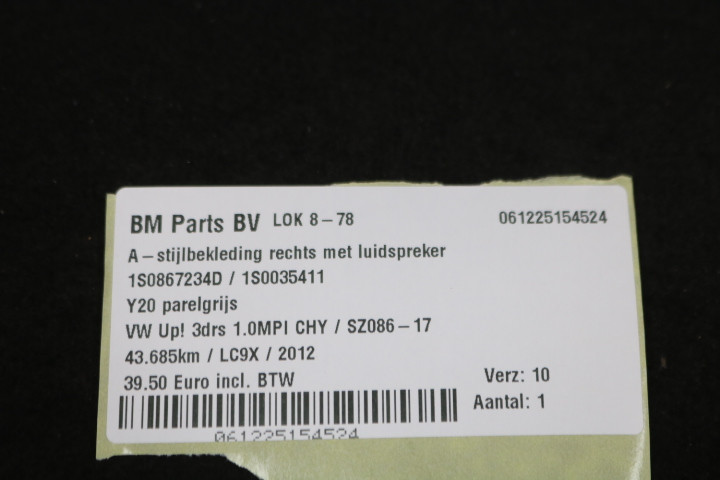 BM Parts BV LOK 8-78 061225154524
A-stijlbekleding rechts met luidspreker
1S0867234D / 1S0035411
Y20 parelgrijs
VW Up! 3drs 1.0MPI CHY / SZ086-17
43.685km / LC9X / 2012
39.50 Euro incl. BTW Verz: 10
Aantal: 1
061225154524